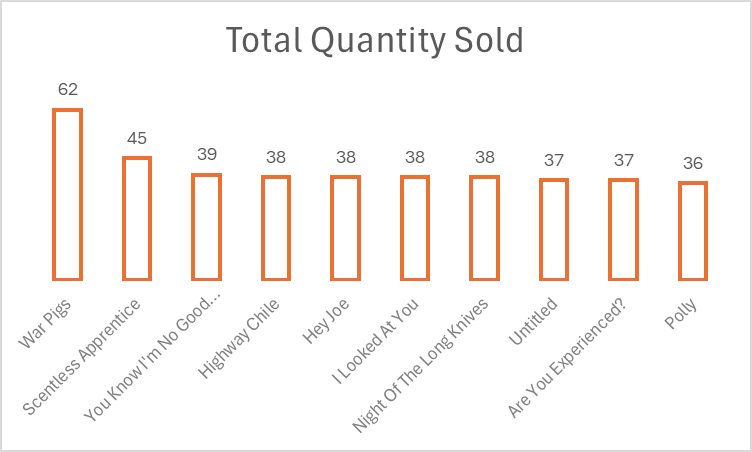 Total Quantity Sold
62
45
39
38
38
38
38
37
37
36
War Pigs
Scentless Apprentice
You Know I'm No Good...
Highway Chile
Hey Joe
I Looked At You
Night Of The Long Knives
Untitled
Are You Experienced?
Polly